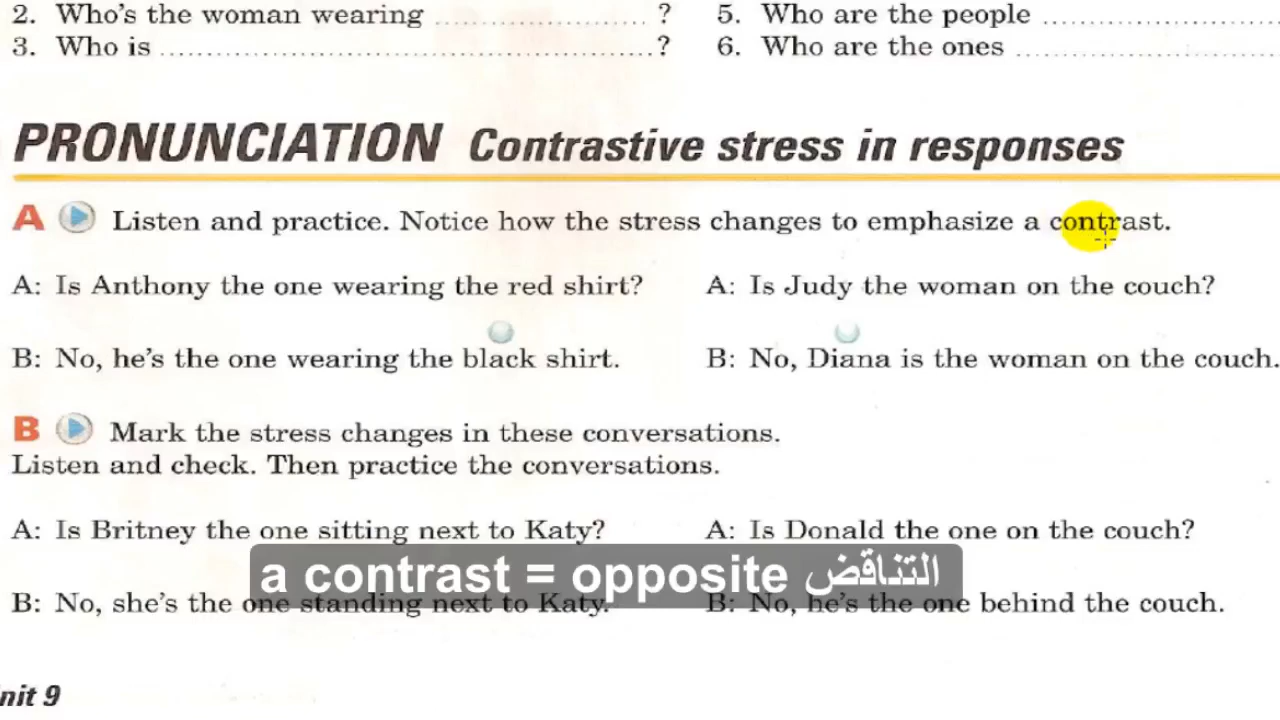 2. Who's the woman wearing ........................... ?
3. Who is ...............................................................?
5. Who are the people ..............................
6. Who are the ones ..................................
PRONUNCIATION Contrastive stress in responses
A Listen and practice. Notice how the stress changes to emphasize a contrast.
A: Is Anthony the one wearing the red shirt?
B: No, he's the one wearing the black shirt.
A: Is Judy the woman on the couch?
B: No, Diana is the woman on the couch.
B Mark the stress changes in these conversations.
Listen and check. Then practice the conversations.
A: Is Britney the one sitting next to Katy?
B: No, she's the one standing next to Katy.
A: Is Donald the one on the couch?
B: No, he's the one behind the couch.
a contrast = opposite التناقض
nit 9